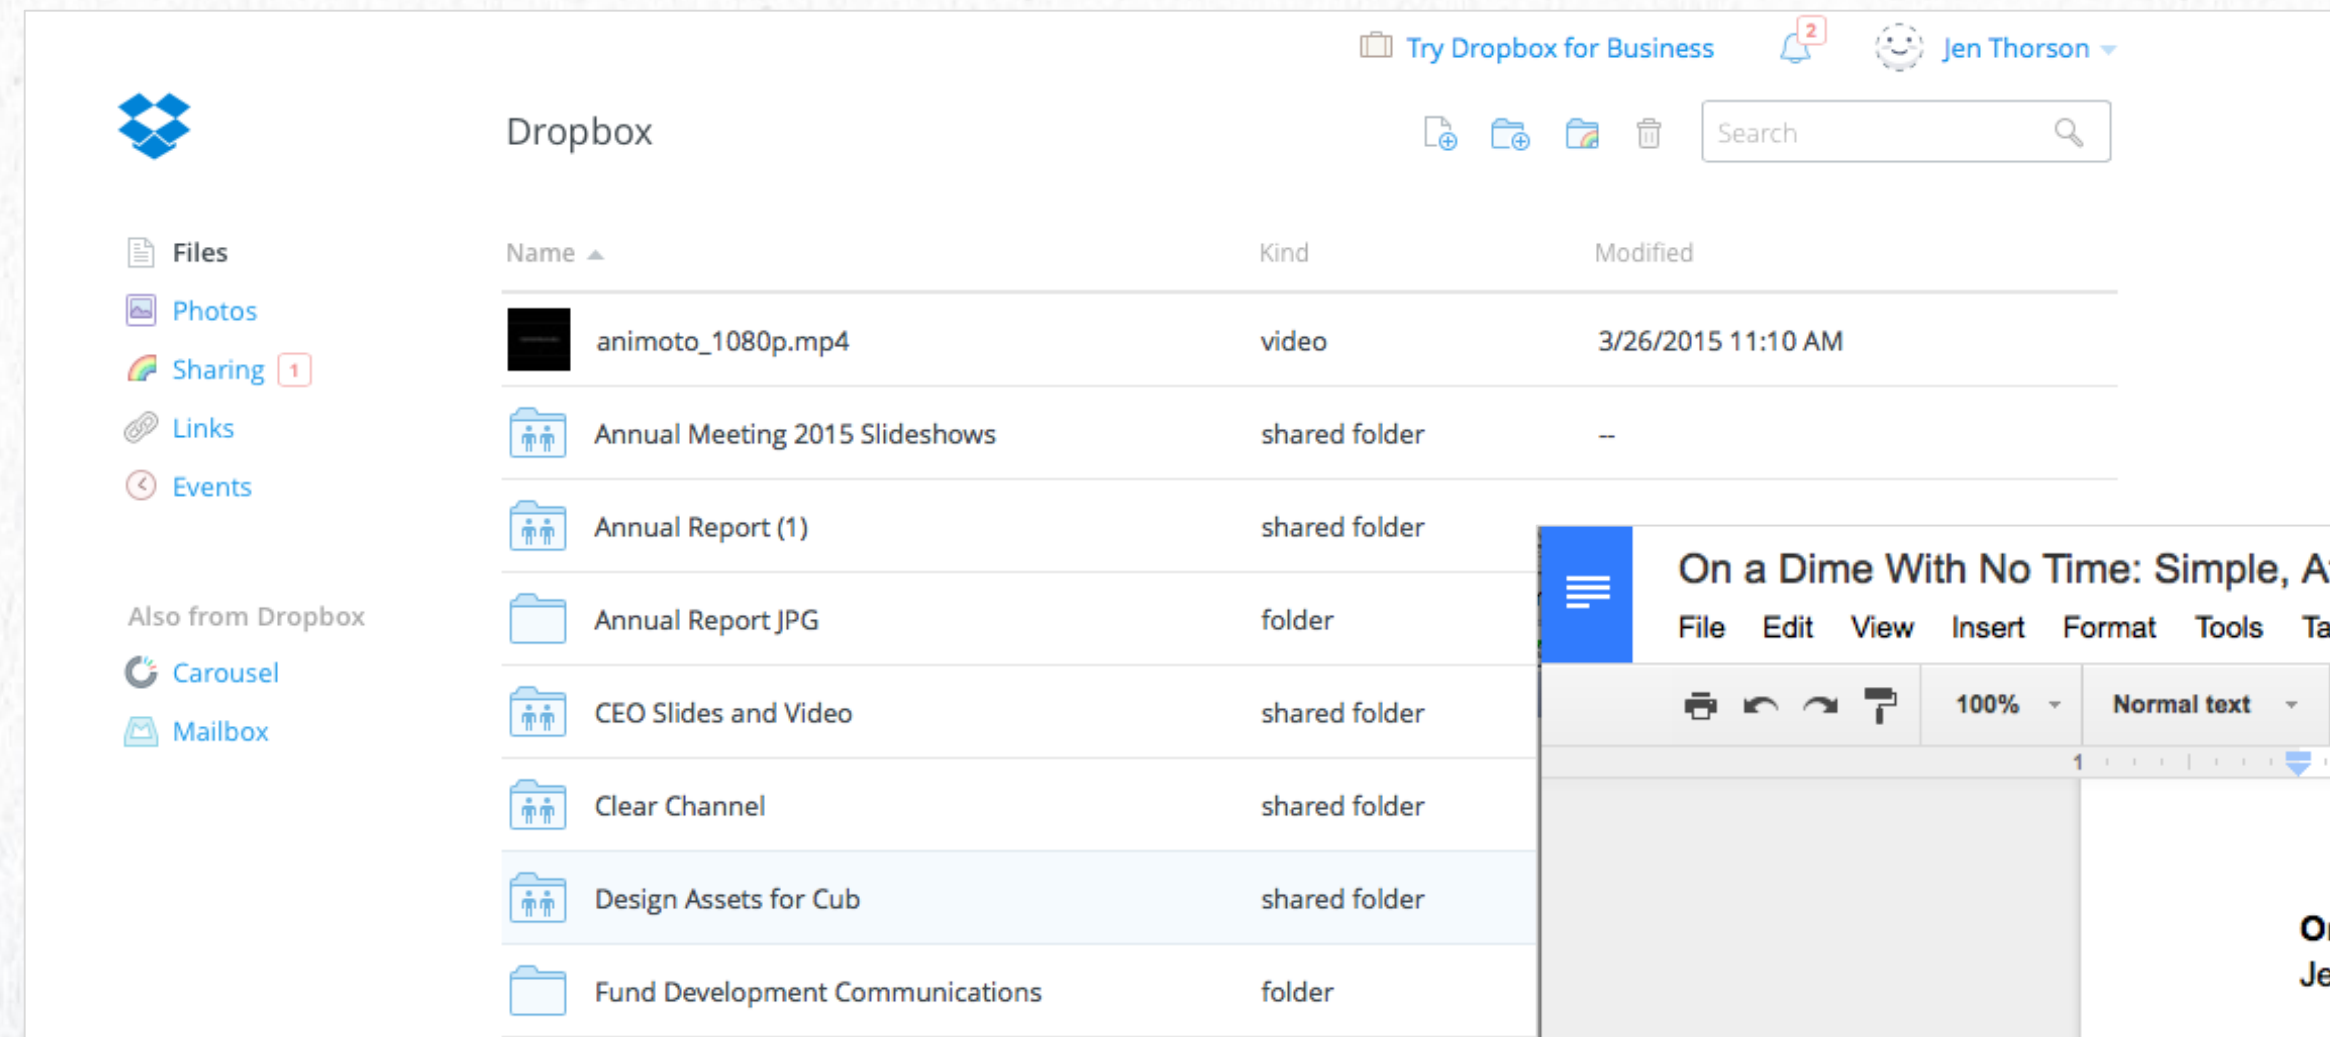 Try Dropbox for Business 2 Jen Thorson
Dropbox
Search
Files
Photos
Sharing 1
Links
Events
Also from Dropbox
Carousel
Mailbox
Name Kind Modified
animoto_1080p.mp4 video 3/26/2015 11:10 AM
Annual Meeting 2015 Slideshows shared folder --
Annual Report (1) shared folder
Annual Report JPG folder
CEO Slides and Video shared folder
Clear Channel shared folder
Design Assets for Cub shared folder
Fund Development Communications folder
On a Dime With No Time: Simple,
File Edit View Insert Format Tools
100% Normal text
1